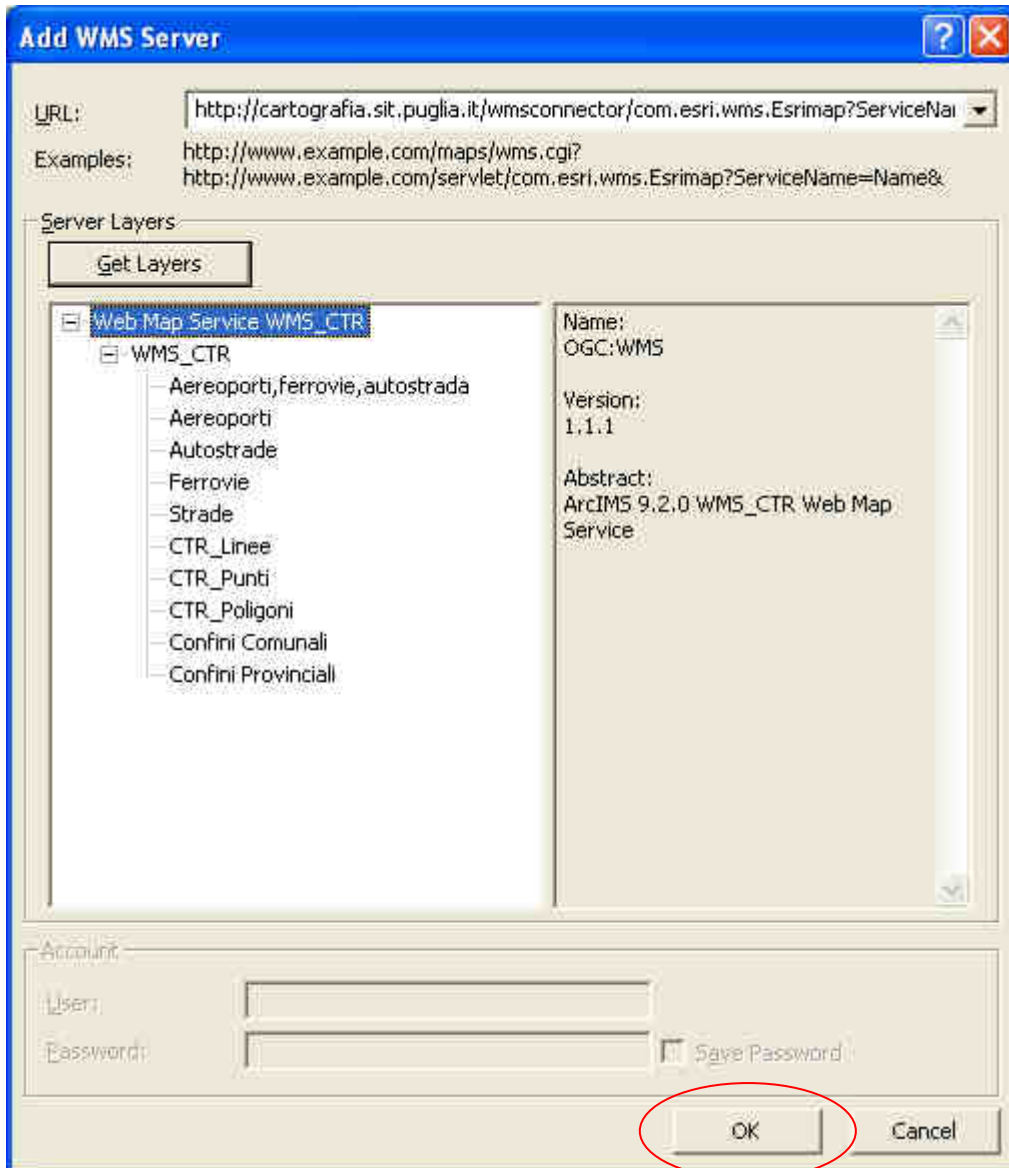 Add WMS Server
URL:
http://cartografia.sit.puglia.it/wmsconnector/com.esri.wms.Esrimap?ServiceNa
Examples:
http://www.example.com/maps/wms.cgi?
http://www.example.com/servlet/com.esri.wms.Esrimap?ServiceName=Name&
Server Layers
Get Layers
Web Map Service WMS_CTR
WMS_CTR
Aereoporti,ferrovie,autostrada
Aereoporti
Autostrade
Ferrovie
Strade
CTR_Linee
CTR_Punti
CTR_Poligoni
Confini Comunali
Confini Provinciali
Name:
OGC:WMS
Version:
1.1.1
Abstract:
ArcIMS 9.2.0 WMS_CTR Web Map
Service
Account
User:
Password:
Save Password
OK
Cancel